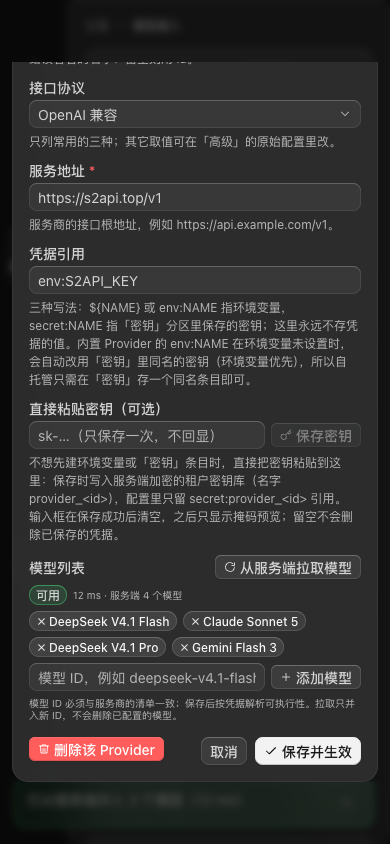 接口协议
OpenAI 兼容
只列常用的三种；其它取值可在「高级」的原始配置里改。
服务地址 *
https://s2api.top/v1
服务商的接口根地址，例如 https://api.example.com/v1。
凭据引用
env:S2API_KEY
三种写法：${NAME} 或 env:NAME 指环境变量，
secret:NAME 指「密钥」分区里保存的密钥；这里永远不存凭
据的值。内置 Provider 的 env:NAME 在环境变量未设置时，
会自动改用「密钥」里同名的密钥（环境变量优先），所以自
托管只需在「密钥」存一个同名条目即可。
直接粘贴密钥（可选）
sk-...（只保存一次，不回显）
保存密钥
不想先建环境变量或「密钥」条目时，直接把密钥粘贴到这
里：保存时写入服务端加密的租户密钥库（名字
provider_<id>），配置里只留 secret:provider_<id> 引用。
输入框在保存成功后清空，之后只显示掩码预览；留空不会删
除已保存的凭据。
模型列表
从服务端拉取模型
可用 12 ms · 服务端 4 个模型
× DeepSeek V4.1 Flash × Claude Sonnet 5
× DeepSeek V4.1 Pro × Gemini Flash 3
模型 ID，例如 deepseek-v4.1-flash
+ 添加模型
模型 ID 必须与服务商的清单一致；保存后按凭据解析可执行性。拉取只并
入新 ID，不会删除已配置的模型。
删除该 Provider
取消
保存并生效